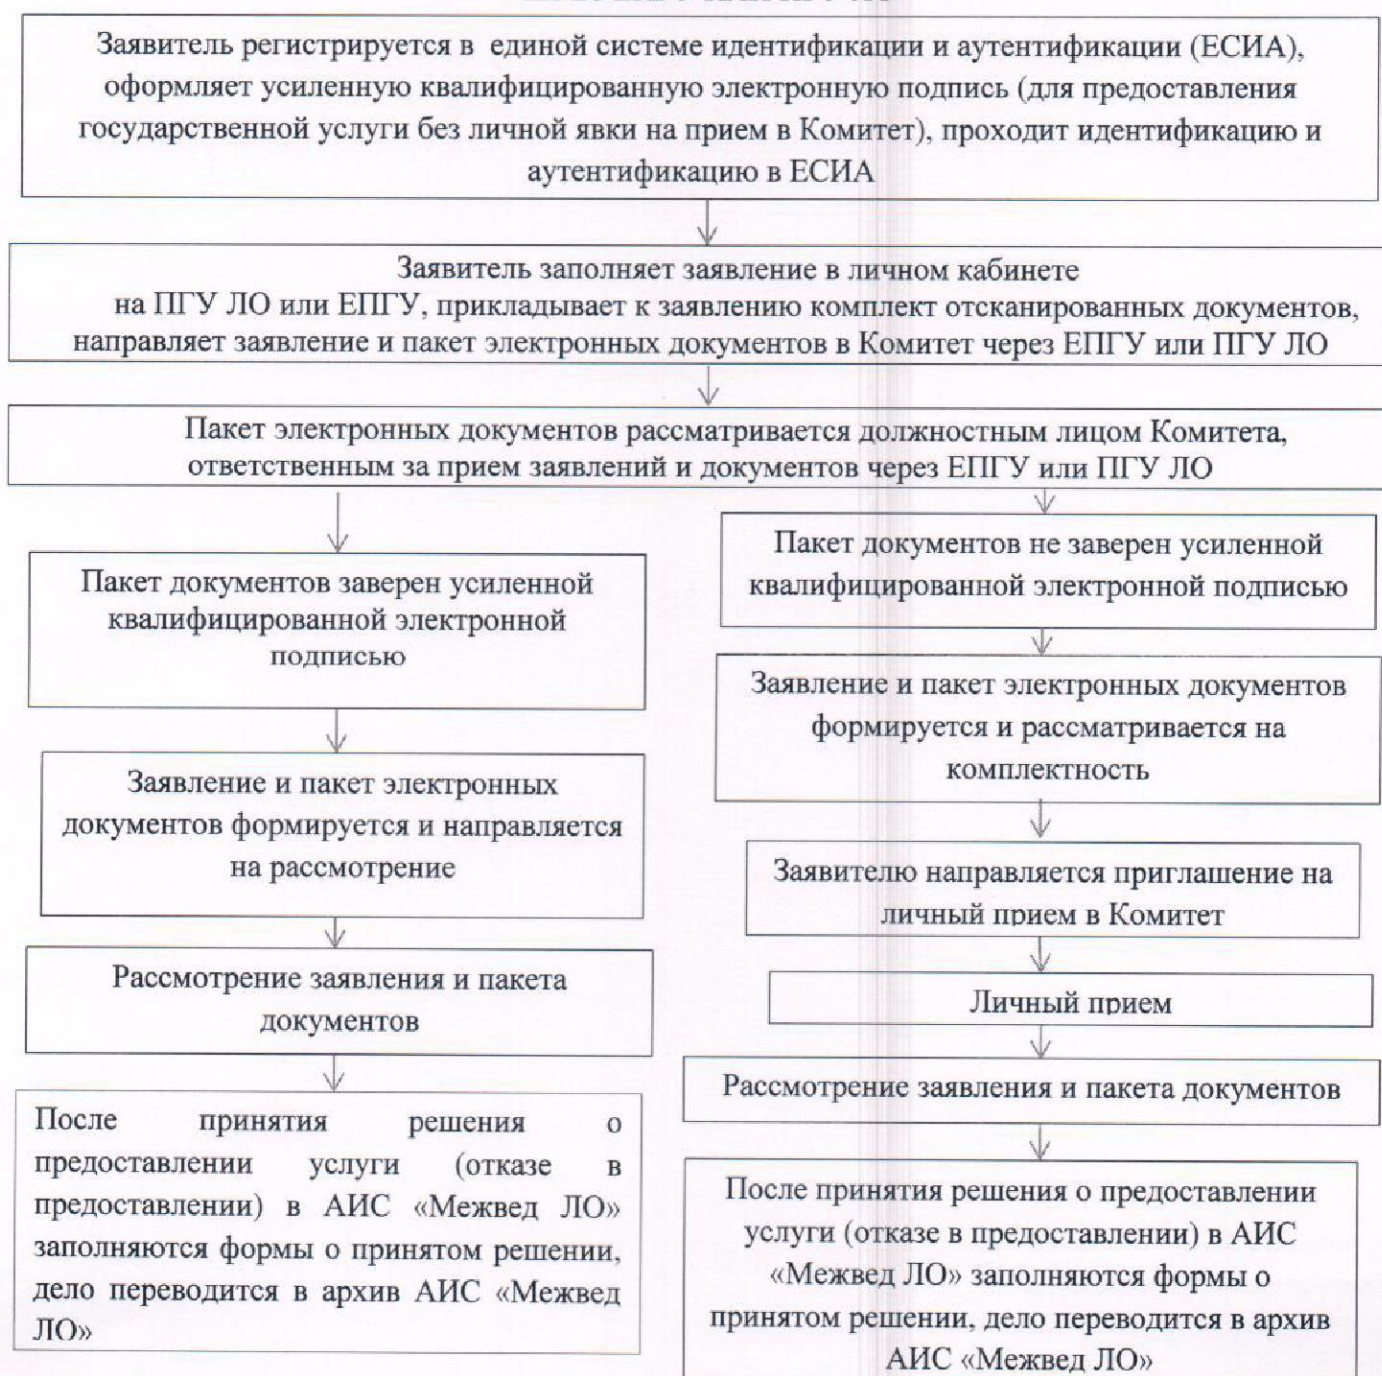 Заявитель регистрируется в единой системе идентификации и аутентификации (ЕСИА),
оформляет усиленную квалифицированную электронную подпись (для предоставления
государственной услуги без личной явки на прием в Комитет), проходит идентификацию и
аутентификацию в ЕСИА
Заявитель заполняет заявление в личном кабинете
на ПГУ ЛО или ЕПГУ, прикладывает к заявлению комплект отсканированных документов,
направляет заявление и пакет электронных документов в Комитет через ЕПГУ или ПГУ ЛО
Пакет электронных документов рассматривается должностным лицом Комитета,
ответственным за прием заявлений и документов через ЕПГУ или ПГУ ЛО
Пакет документов заверен усиленной
квалифицированной электронной
подписью
Заявление и пакет электронных
документов формируется и направляется
на рассмотрение
Рассмотрение заявления и пакета
документов
После принятия решения о
предоставлении услуги (отказе в
предоставлении) в АИС «Межвед ЛО»
заполняются формы о принятом решении,
дело переводится в архив АИС «Межвед
ЛО»
Пакет документов не заверен усиленной
квалифицированной электронной подписью
Заявление и пакет электронных документов
формируется и рассматривается на
комплектность
Заявителю направляется приглашение на
личный прием в Комитет
Личный прием
Рассмотрение заявления и пакета документов
После принятия решения о предоставлении
услуги (отказе в предоставлении) в АИС
«Межвед ЛО» заполняются формы о
принятом решении, дело переводится в архив
АИС «Межвед ЛО»